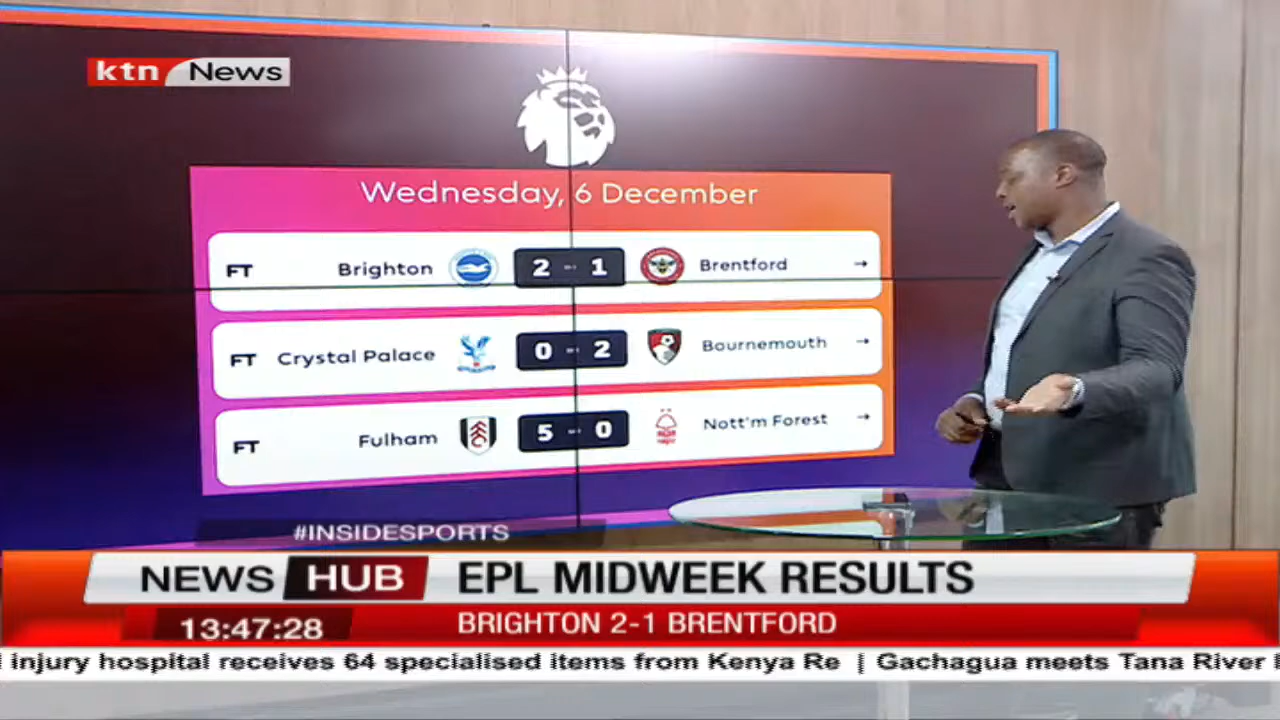 ktn News
Wednesday, 6 December
FT Brighton 2 - 1 Brentford →
FT Crystal Palace 0 - 2 Bournemouth →
FT Fulham 5 - 0 Nott'm Forest →
#INSIDESPORTS
NEWS HUB EPL MIDWEEK RESULTS
13:47:28 BRIGHTON 2-1 BRENTFORD
injury hospital receives 64 specialised items from Kenya Re | Gachagua meets Tana River